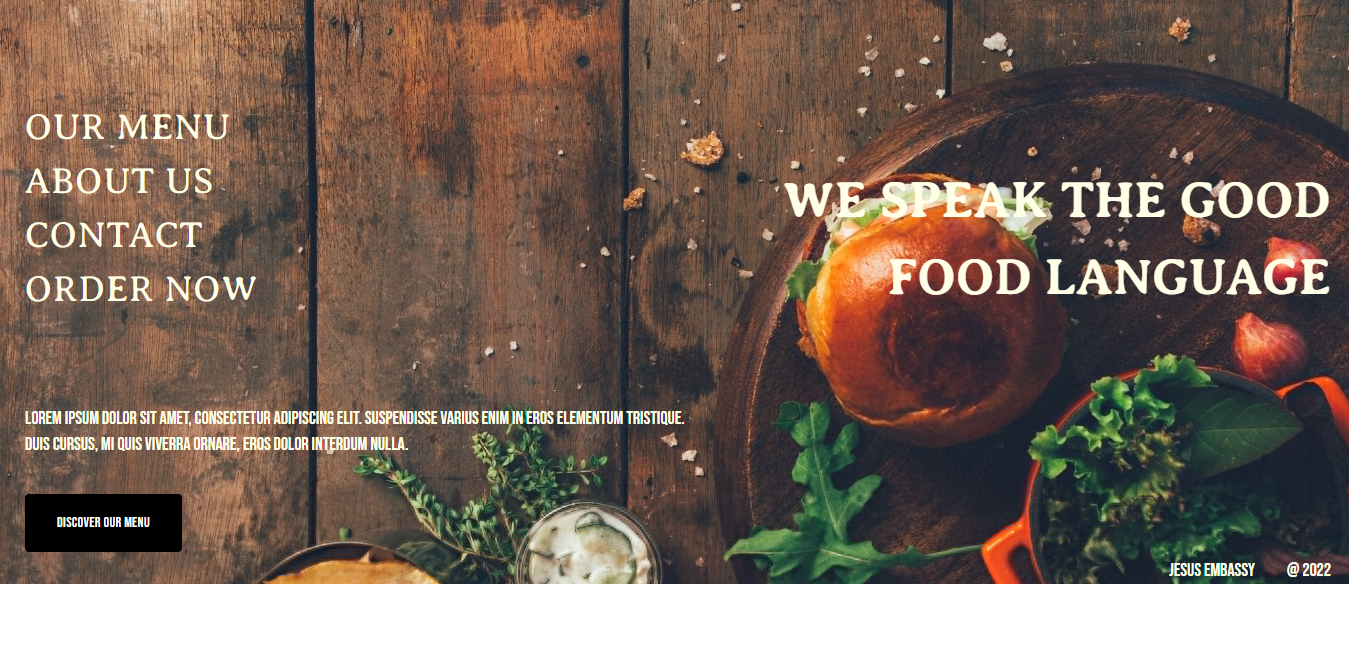 OUR MENU
ABOUT US
CONTACT
ORDER NOW
WE SPEAK THE GOOD
FOOD LANGUAGE
LOREM IPSUM DOLOR SIT AMET, CONSECTETUR ADIPISCING ELIT. SUSPENDISSE VARIUS ENIM IN EROS ELEMENTUM TRISTIQUE.
DUIS CURSUS, MI QUIS VIVERRA ORNARE, EROS DOLOR INTERDUM NULLA.
DISCOVER OUR MENU
JESUS EMBASSY @ 2022